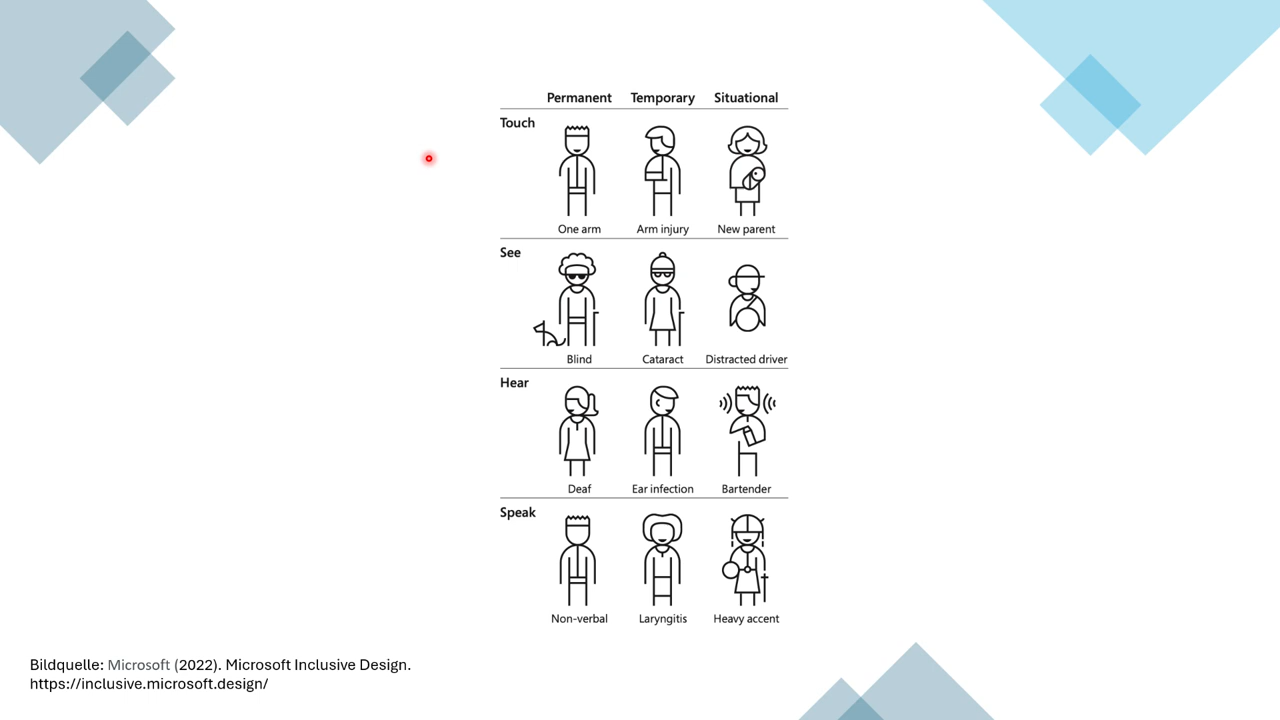 Permanent Temporary Situational
Touch
One arm Arm injury New parent
See
Blind Cataract Distracted driver
Hear
Deaf Ear infection Bartender
Speak
Non-verbal Laryngitis Heavy accent
Bildquelle: Microsoft (2022). Microsoft Inclusive Design.
https://inclusive.microsoft.design/